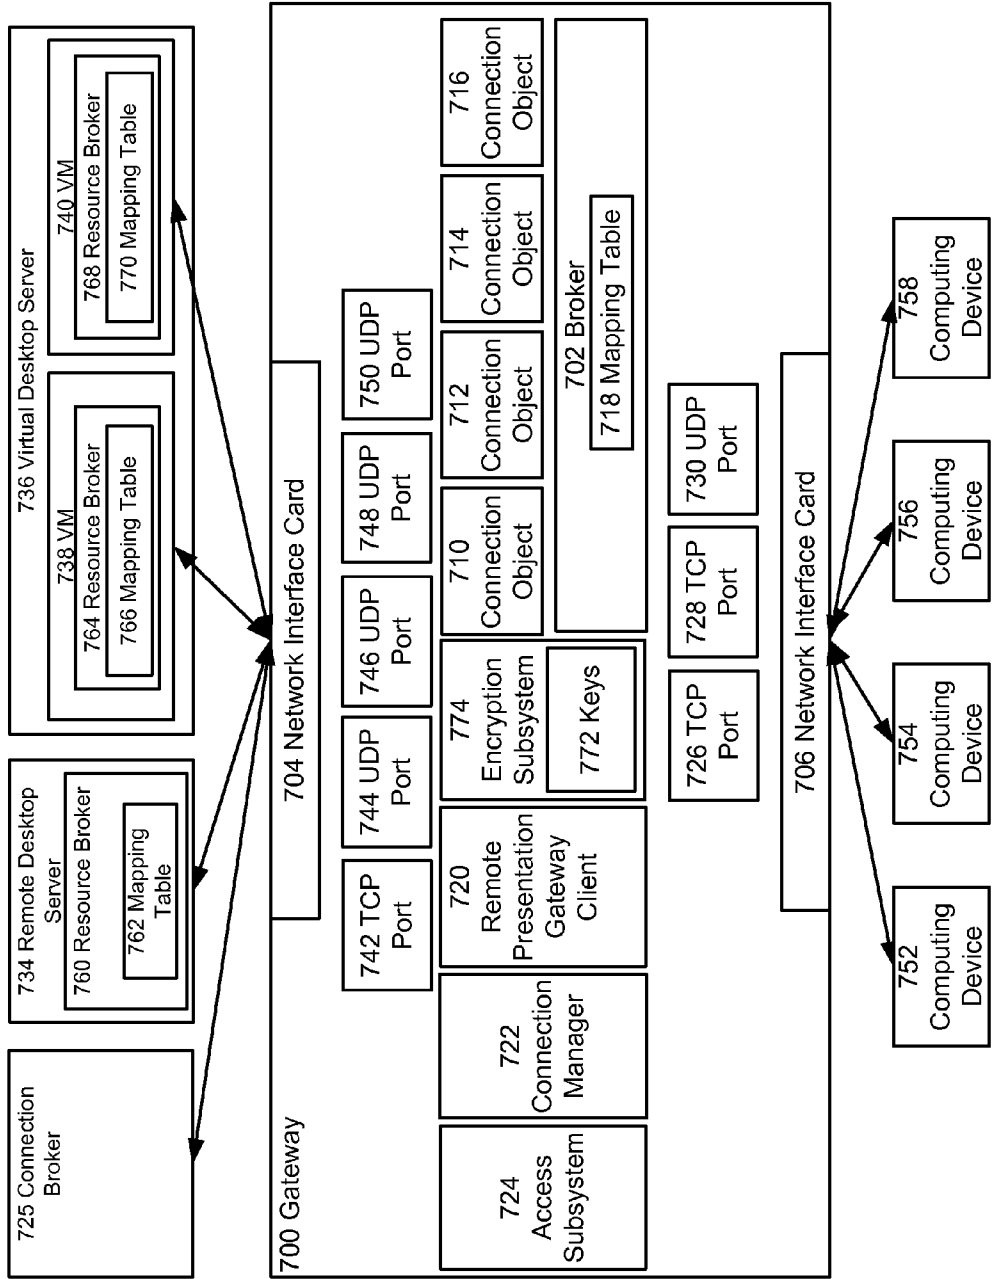 725 Connection
Broker
734 Remote Desktop
Server
760 Resource Broker
762 Mapping
Table
736 Virtual Desktop Server
738 VM
764 Resource Broker
766 Mapping Table
740 VM
768 Resource Broker
770 Mapping Table
700 Gateway
704 Network Interface Card
742 TCP
Port
744 UDP
Port
746 UDP
Port
748 UDP
Port
750 UDP
Port
724
Access
Subsystem
722
Connection
Manager
720
Remote
Presentation
Gateway
Client
774
Encryption
Subsystem
772 Keys
710
Connection
Object
712
Connection
Object
714
Connection
Object
716
Connection
Object
702 Broker
718 Mapping Table
726 TCP
Port
728 TCP
Port
730 UDP
Port
706 Network Interface Card
752
Computing
Device
754
Computing
Device
756
Computing
Device
758
Computing
Device